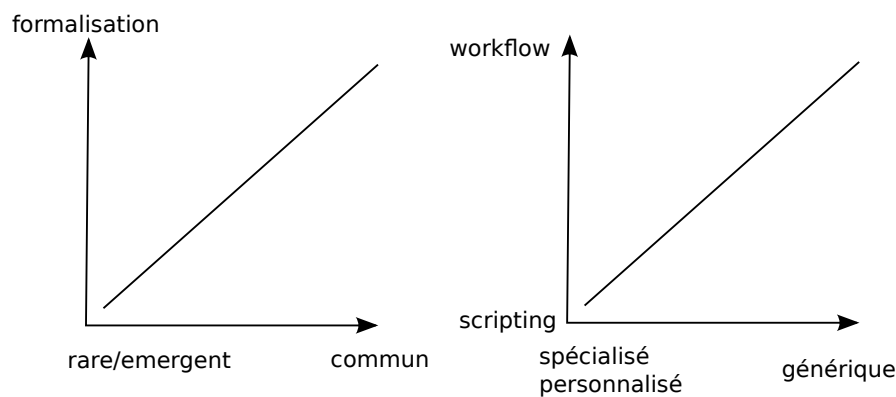 formalisation
rare/emergent
commun
workflow
scripting
spécialisé
personnalisé
générique